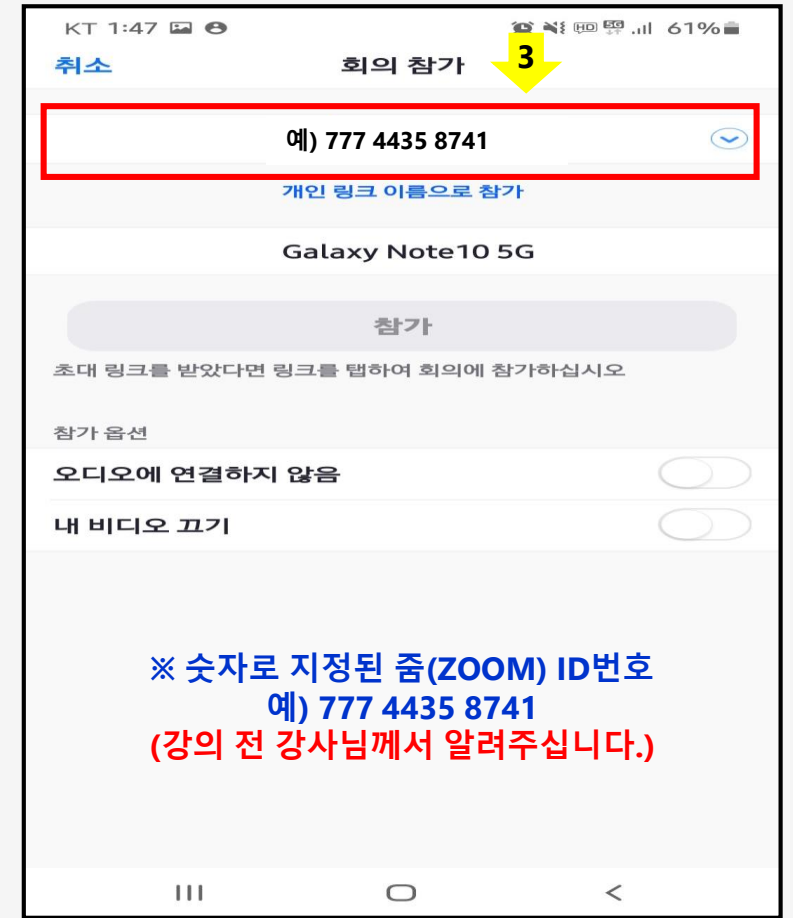 KT 1:47 HD 5G 61%
취소 회의 참가 3
예) 777 4435 8741
개인 링크 이름으로 참가
Galaxy Note10 5G
참가
초대 링크를 받았다면 링크를 탭하여 회의에 참가하십시오
참가 옵션
오디오에 연결하지 않음
내 비디오 끄기
※ 숫자로 지정된 줌(ZOOM) ID번호
예) 777 4435 8741
(강의 전 강사님께서 알려주십니다.)